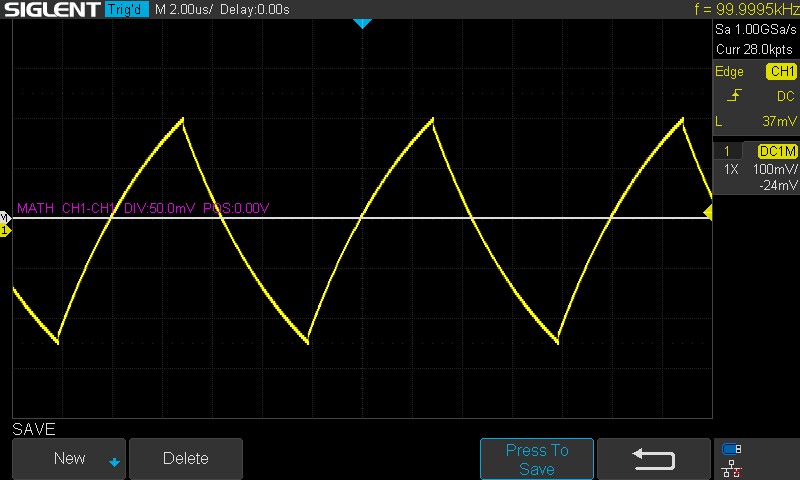 SIGLENT Trig'd M 2.00us/ Delay:0.00s f = 99.9995kHz
Sa 1.00GSa/s
Curr 28.0kpts
Edge CH1
DC
L 37mV
1 DC1M
1X 100mV/
-24mV
MATH CH1-CH1 DIV:50.0mV POS:0.00V
M
1
SAVE
New Delete Press To Save